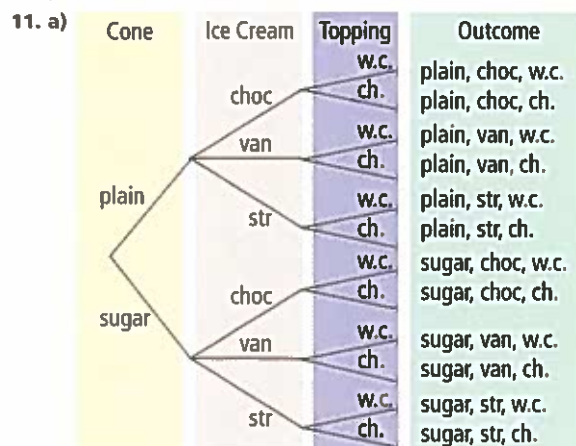 11. a) Cone Ice Cream Topping Outcome
w.c. plain, choc, w.c.
choc ch. plain, choc, ch.
van w.c. plain, van, w.c.
ch. plain, van, ch.
plain w.c. plain, str, w.c.
str ch. plain, str, ch.
w.c. sugar, choc, w.c.
choc ch. sugar, choc, ch.
sugar
van w.c. sugar, van, w.c.
ch. sugar, van, ch.
w.c. sugar, str, w.c.
str ch. sugar, str, ch.